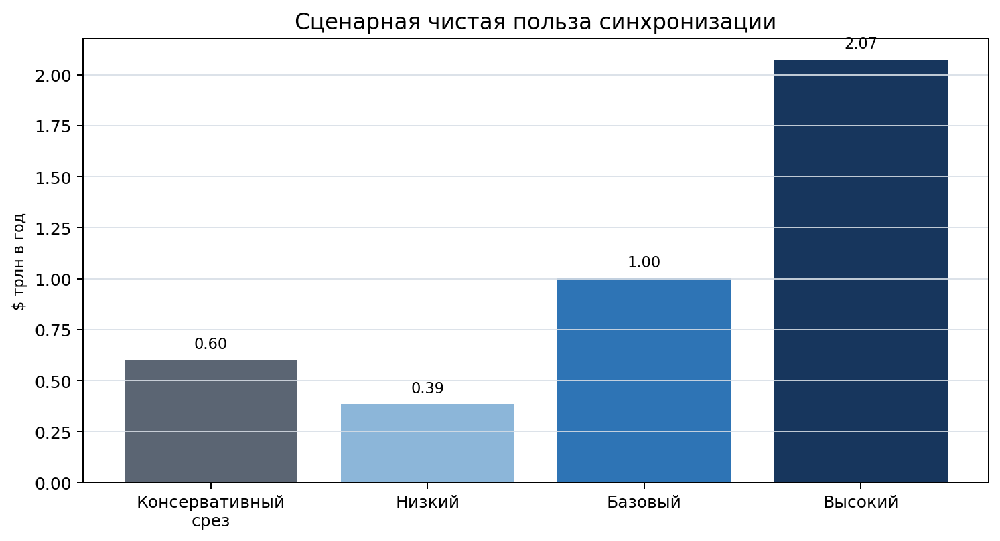 Сценарная чистая польза синхронизации
$ трлн в год
2.00
1.75
1.50
1.25
1.00
0.75
0.50
0.25
0.00
0.60
0.39
1.00
2.07
Консервативный
срез
Низкий
Базовый
Высокий